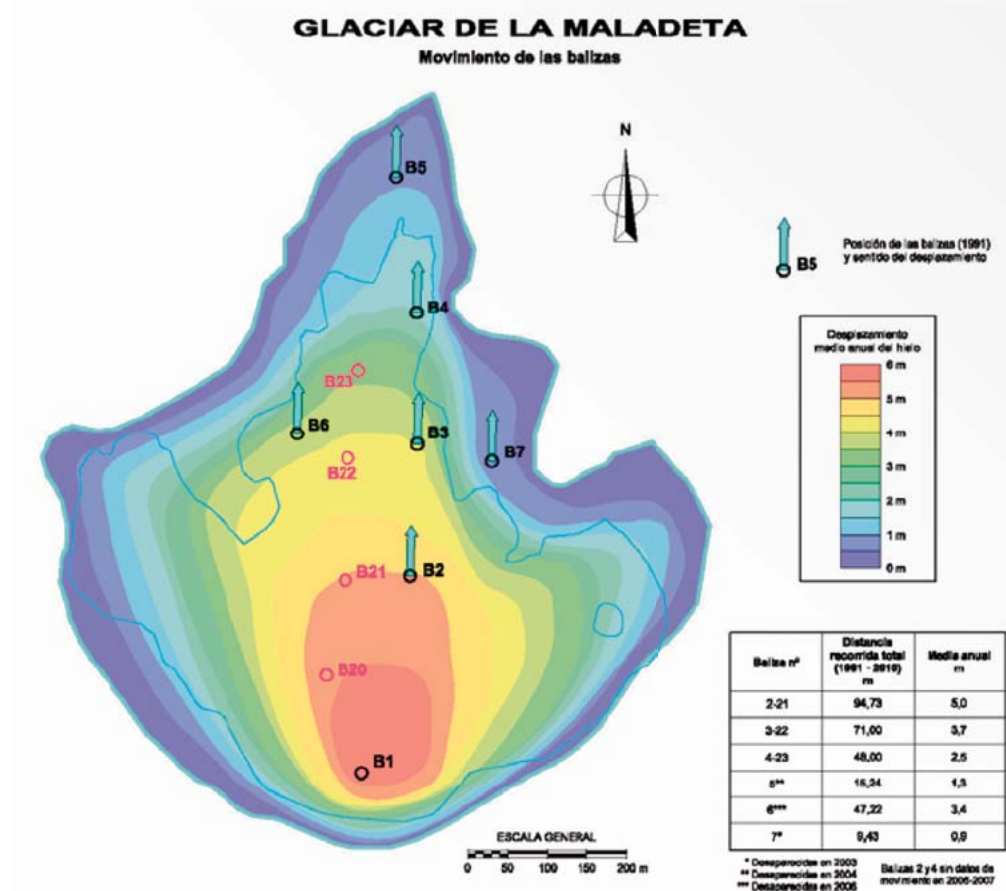 GLACIAR DE LA MALADETA
Movimiento de las balizas
N
B5
B5
Posición de las balizas (1991)
y sentido del desplazamiento
B4
Desplazamiento
medio anual del hielo
6 m
5 m
4 m
3 m
2 m
1 m
0 m
B23
B6
B3
B7
B22
B21
B2
B20
B1
Baliza nº
Distancia
recorrida total
(1991 - 2010)
m
Media anual
m
2-21 94,73 5,0
3-22 71,00 3,7
4-23 48,00 2,5
5** 15,24 1,3
6*** 47,22 3,4
7* 9,43 0,9
ESCALA GENERAL
0 50 100 200 m
* Desaparecidas en 2003
** Desaparecidas en 2004
*** Desaparecidas en
Balizas 2 y 4 sin datos de
movimiento en 2006-2007